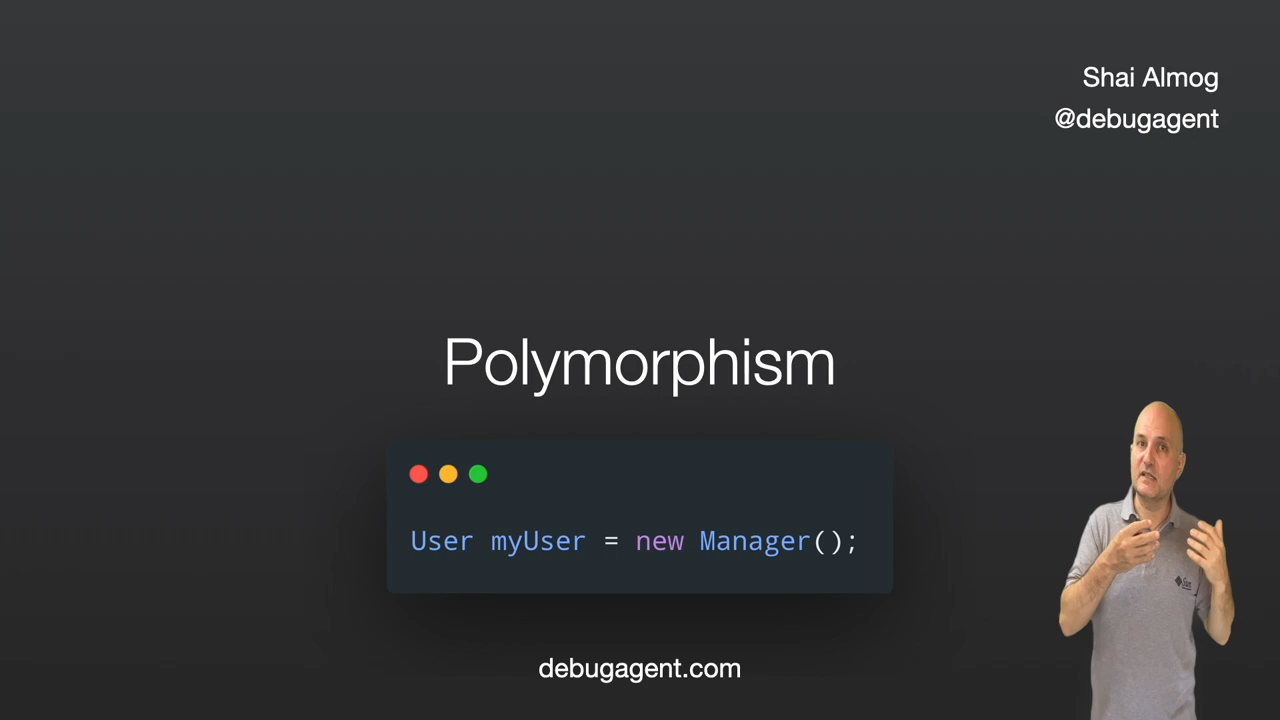 Shai Almog
@debugagent
Polymorphism
User myUser = new Manager();
debugagent.com